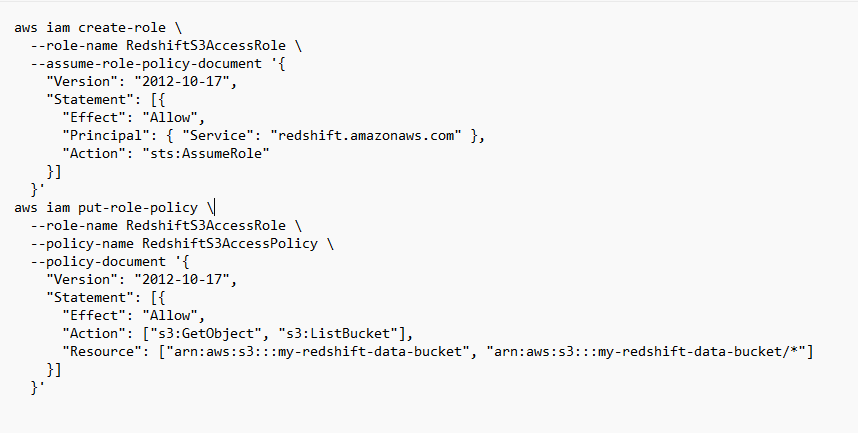 aws iam create-role \
  --role-name RedshiftS3AccessRole \
  --assume-role-policy-document '{
    "Version": "2012-10-17",
    "Statement": [{
      "Effect": "Allow",
      "Principal": { "Service": "redshift.amazonaws.com" },
      "Action": "sts:AssumeRole"
    }]
  }'
aws iam put-role-policy \
  --role-name RedshiftS3AccessRole \
  --policy-name RedshiftS3AccessPolicy \
  --policy-document '{
    "Version": "2012-10-17",
    "Statement": [{
      "Effect": "Allow",
      "Action": ["s3:GetObject", "s3:ListBucket"],
      "Resource": ["arn:aws:s3:::my-redshift-data-bucket", "arn:aws:s3:::my-redshift-data-bucket/*"]
    }]
  }'